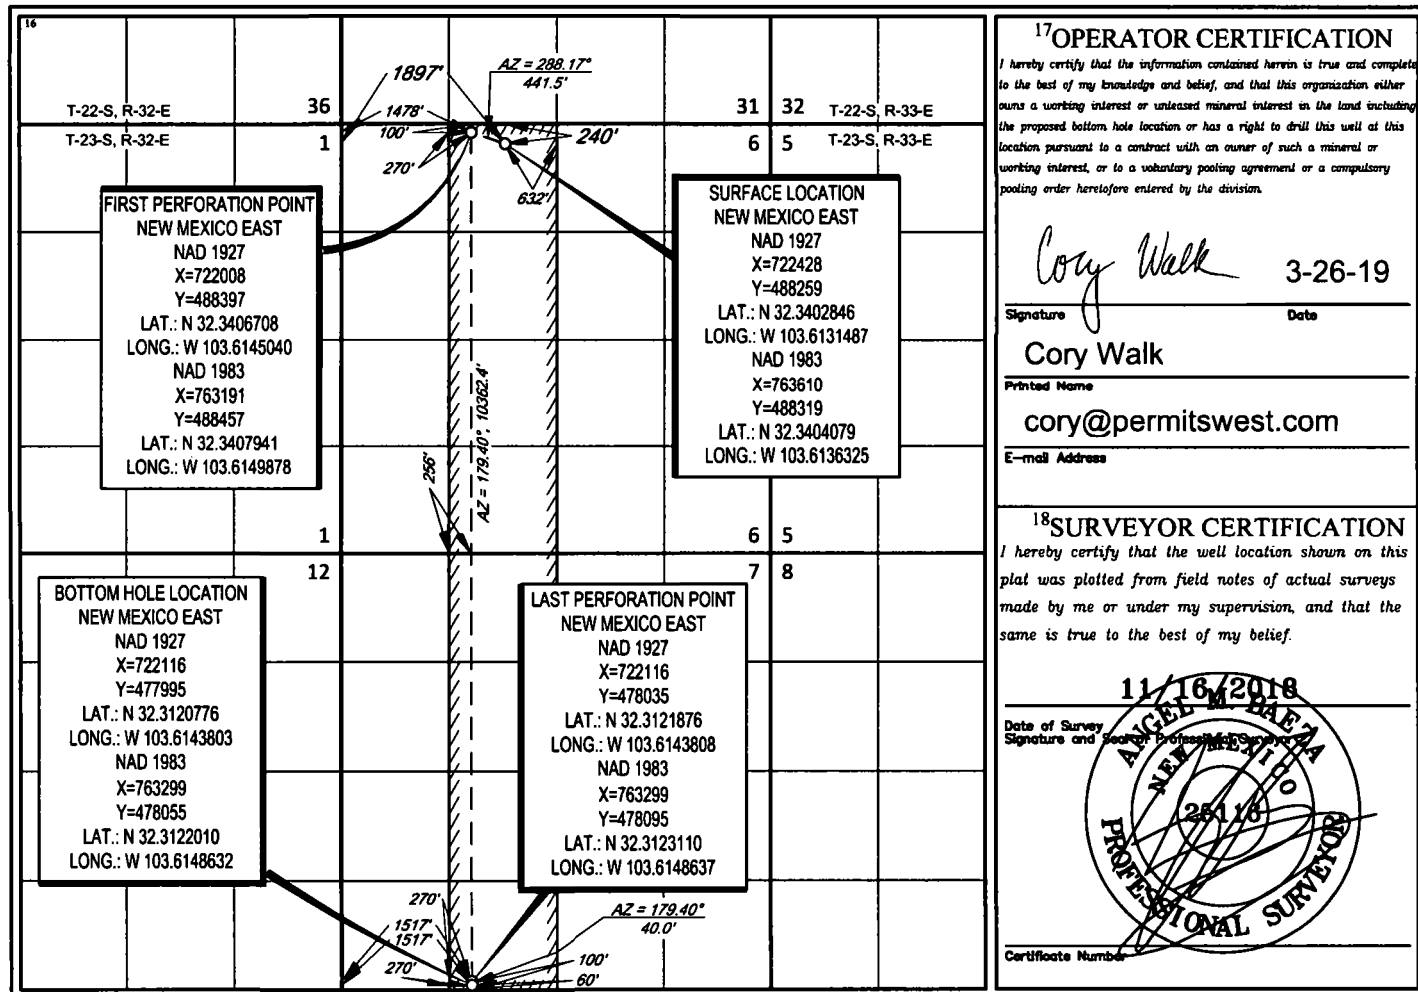 16
1897'
AZ = 288.17°
441.5'
T-22-S, R-32-E
36
1478'
31
32
T-22-S, R-33-E
T-23-S, R-32-E
1
100'
240'
6
5
T-23-S, R-33-E
270'
632'
FIRST PERFORATION POINT
NEW MEXICO EAST
NAD 1927
X=722008
Y=488397
LAT.: N 32.3406708
LONG.: W 103.6145040
NAD 1983
X=763191
Y=488457
LAT.: N 32.3407941
LONG.: W 103.6149878
SURFACE LOCATION
NEW MEXICO EAST
NAD 1927
X=722428
Y=488259
LAT.: N 32.3402846
LONG.: W 103.6131487
NAD 1983
X=763610
Y=488319
LAT.: N 32.3404079
LONG.: W 103.6136325
256'
AZ = 179.40°, 10362.4'
1
6
5
12
7
8
BOTTOM HOLE LOCATION
NEW MEXICO EAST
NAD 1927
X=722116
Y=477995
LAT.: N 32.3120776
LONG.: W 103.6143803
NAD 1983
X=763299
Y=478055
LAT.: N 32.3122010
LONG.: W 103.6148632
LAST PERFORATION POINT
NEW MEXICO EAST
NAD 1927
X=722116
Y=478035
LAT.: N 32.3121876
LONG.: W 103.6143808
NAD 1983
X=763299
Y=478095
LAT.: N 32.3123110
LONG.: W 103.6148637
270'
1517'
1517'
270'
AZ = 179.40°
40.0'
100'
60'
17OPERATOR CERTIFICATION
I hereby certify that the information contained herein is true and complete
to the best of my knowledge and belief, and that this organization either
owns a working interest or unleased mineral interest in the land including
the proposed bottom hole location or has a right to drill this well at this
location pursuant to a contract with an owner of such a mineral or
working interest, or to a voluntary pooling agreement or a compulsory
pooling order heretofore entered by the division.
Cory Walk
3-26-19
Signature
Date
Cory Walk
Printed Name
cory@permitswest.com
E-mail Address
18SURVEYOR CERTIFICATION
I hereby certify that the well location shown on this
plat was plotted from field notes of actual surveys
made by me or under my supervision, and that the
same is true to the best of my belief.
11/16/2018
Date of Survey
Signature and Seal of Professional Surveyor
ANGEL M. BAEZA
NEW MEXICO
25116
PROFESSIONAL SURVEYOR
Certificate Number